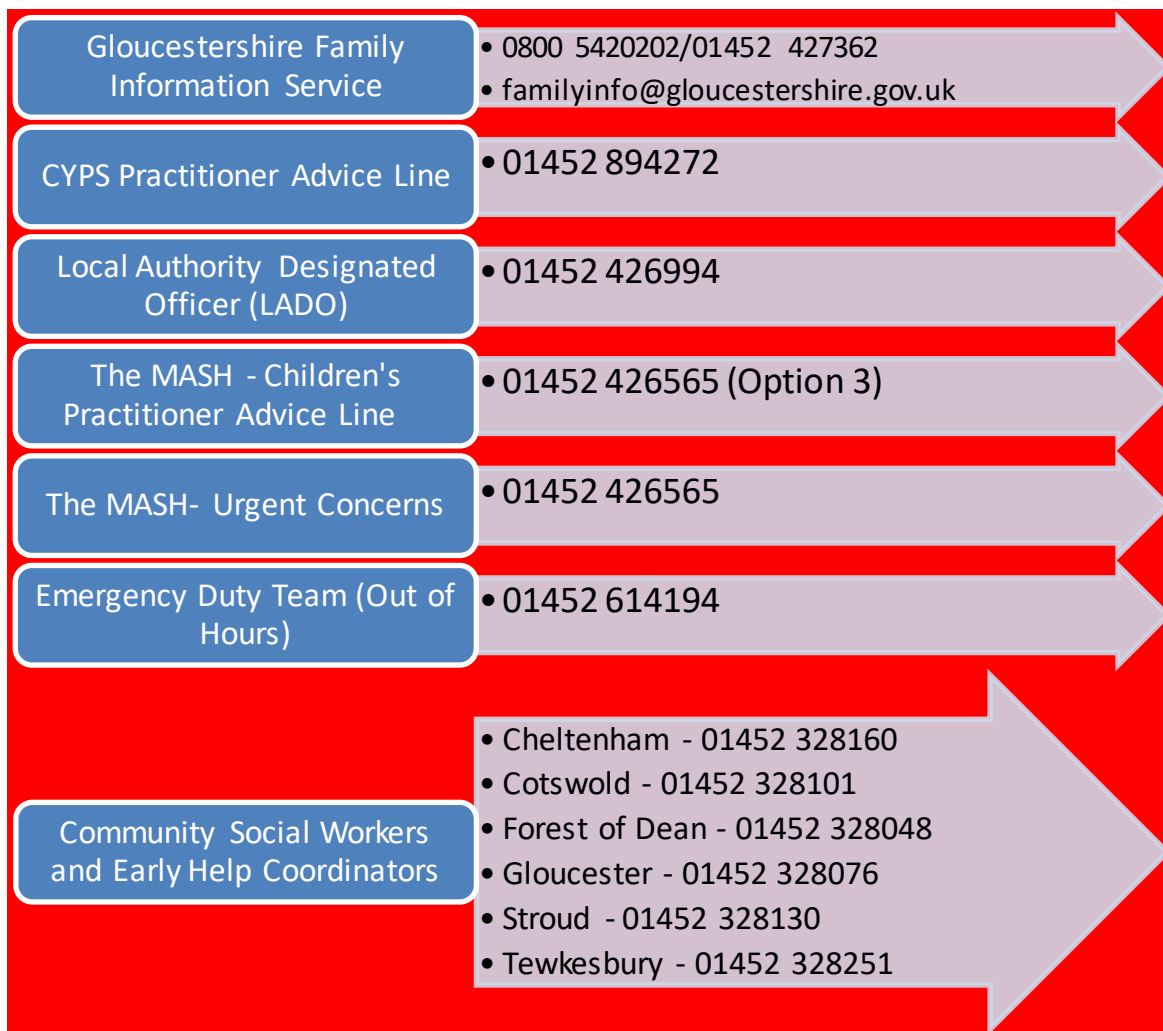 Gloucestershire Family
Information Service
• 0800 5420202/01452 427362
• familyinfo@gloucestershire.gov.uk
CYPS Practitioner Advice Line
• 01452 894272
Local Authority Designated
Officer (LADO)
• 01452 426994
The MASH - Children's
Practitioner Advice Line
• 01452 426565 (Option 3)
The MASH- Urgent Concerns
• 01452 426565
Emergency Duty Team (Out of
Hours)
• 01452 614194
Community Social Workers
and Early Help Coordinators
• Cheltenham - 01452 328160
• Cotswold - 01452 328101
• Forest of Dean - 01452 328048
• Gloucester - 01452 328076
• Stroud - 01452 328130
• Tewkesbury - 01452 328251